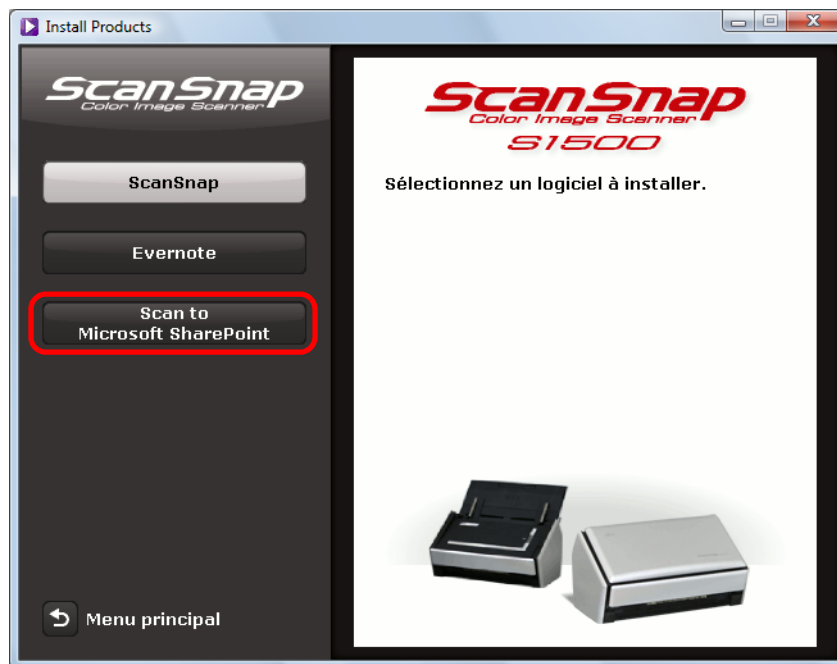 Install Products
ScanSnap
Color Image Scanner
ScanSnap
Evernote
Scan to
Microsoft SharePoint
Menu principal
ScanSnap
Color Image Scanner
S1500
Sélectionnez un logiciel à installer.